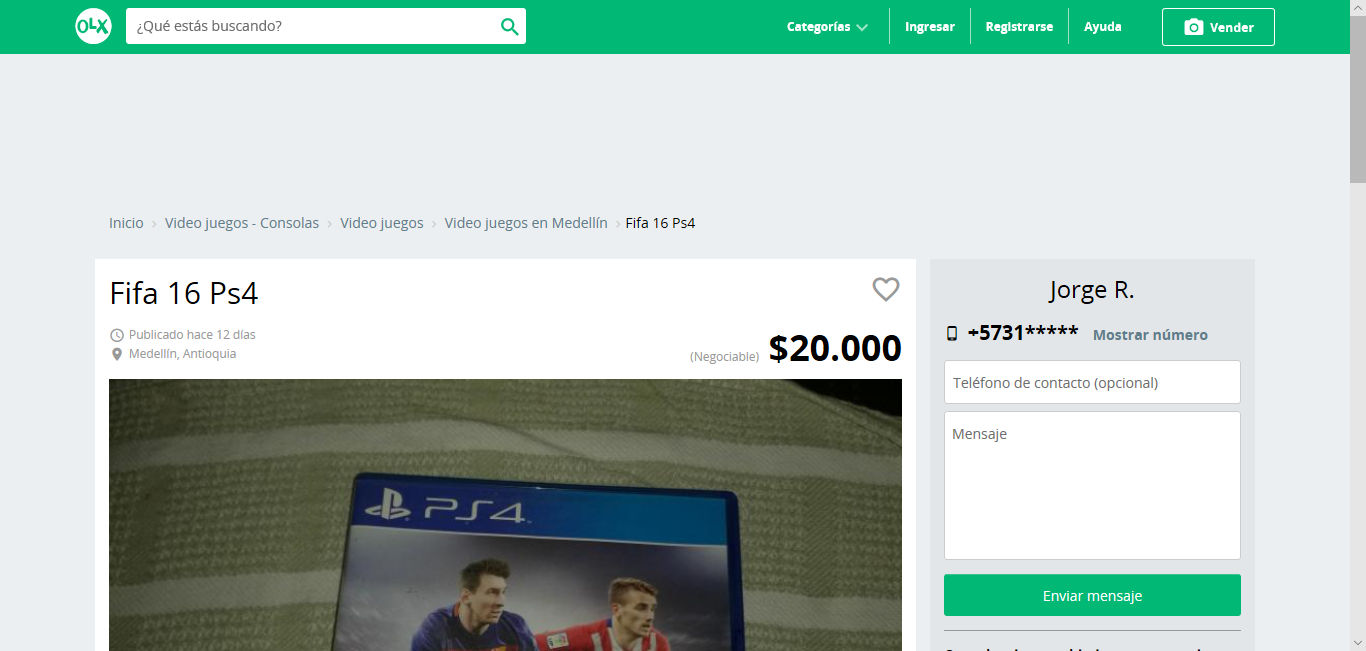 OLX
¿Qué estás buscando?
Categorías
Ingresar
Registrarse
Ayuda
Vender
Inicio › Video juegos - Consolas › Video juegos › Video juegos en Medellín › Fifa 16 Ps4
Fifa 16 Ps4
Publicado hace 12 días
Medellín, Antioquia
(Negociable) $20.000
PS4
Jorge R.
+5731***** Mostrar número
Teléfono de contacto (opcional)
Mensaje
Enviar mensaje